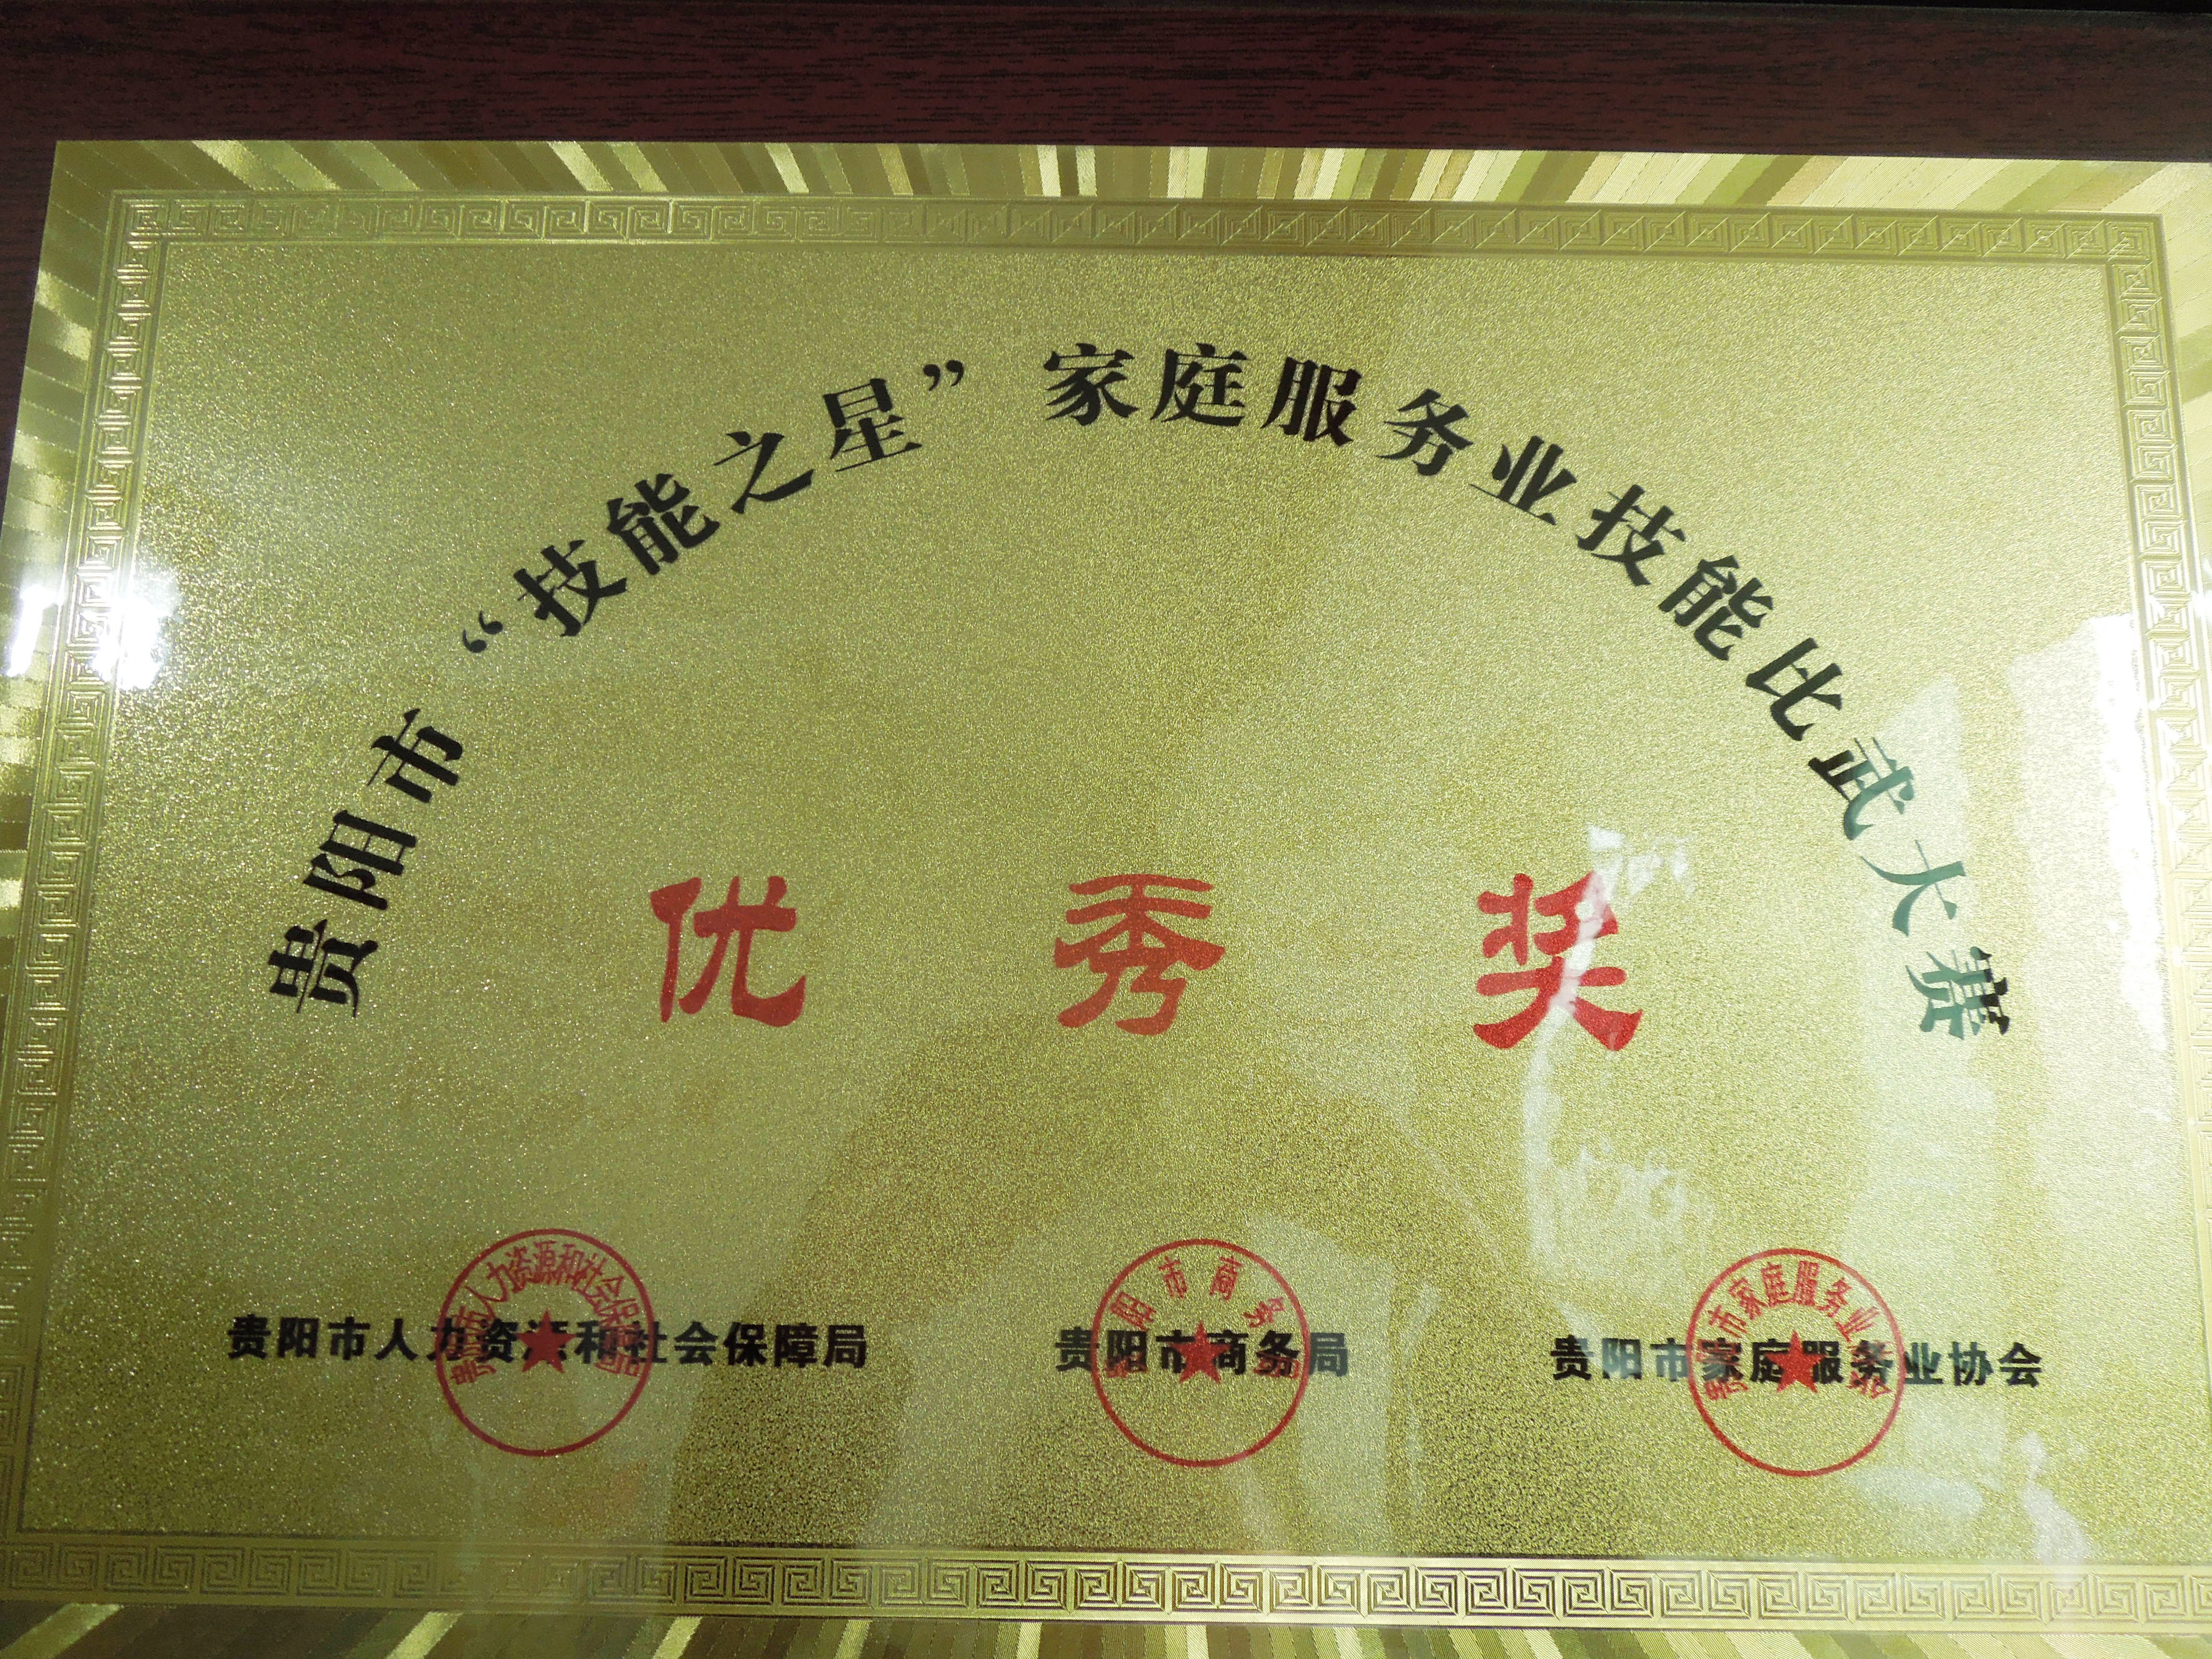 贵阳市“技能之星”家庭服务业技能比武大赛
优秀奖
贵阳市人力资源和社会保障局
贵阳市商务局
贵阳市家庭服务业协会